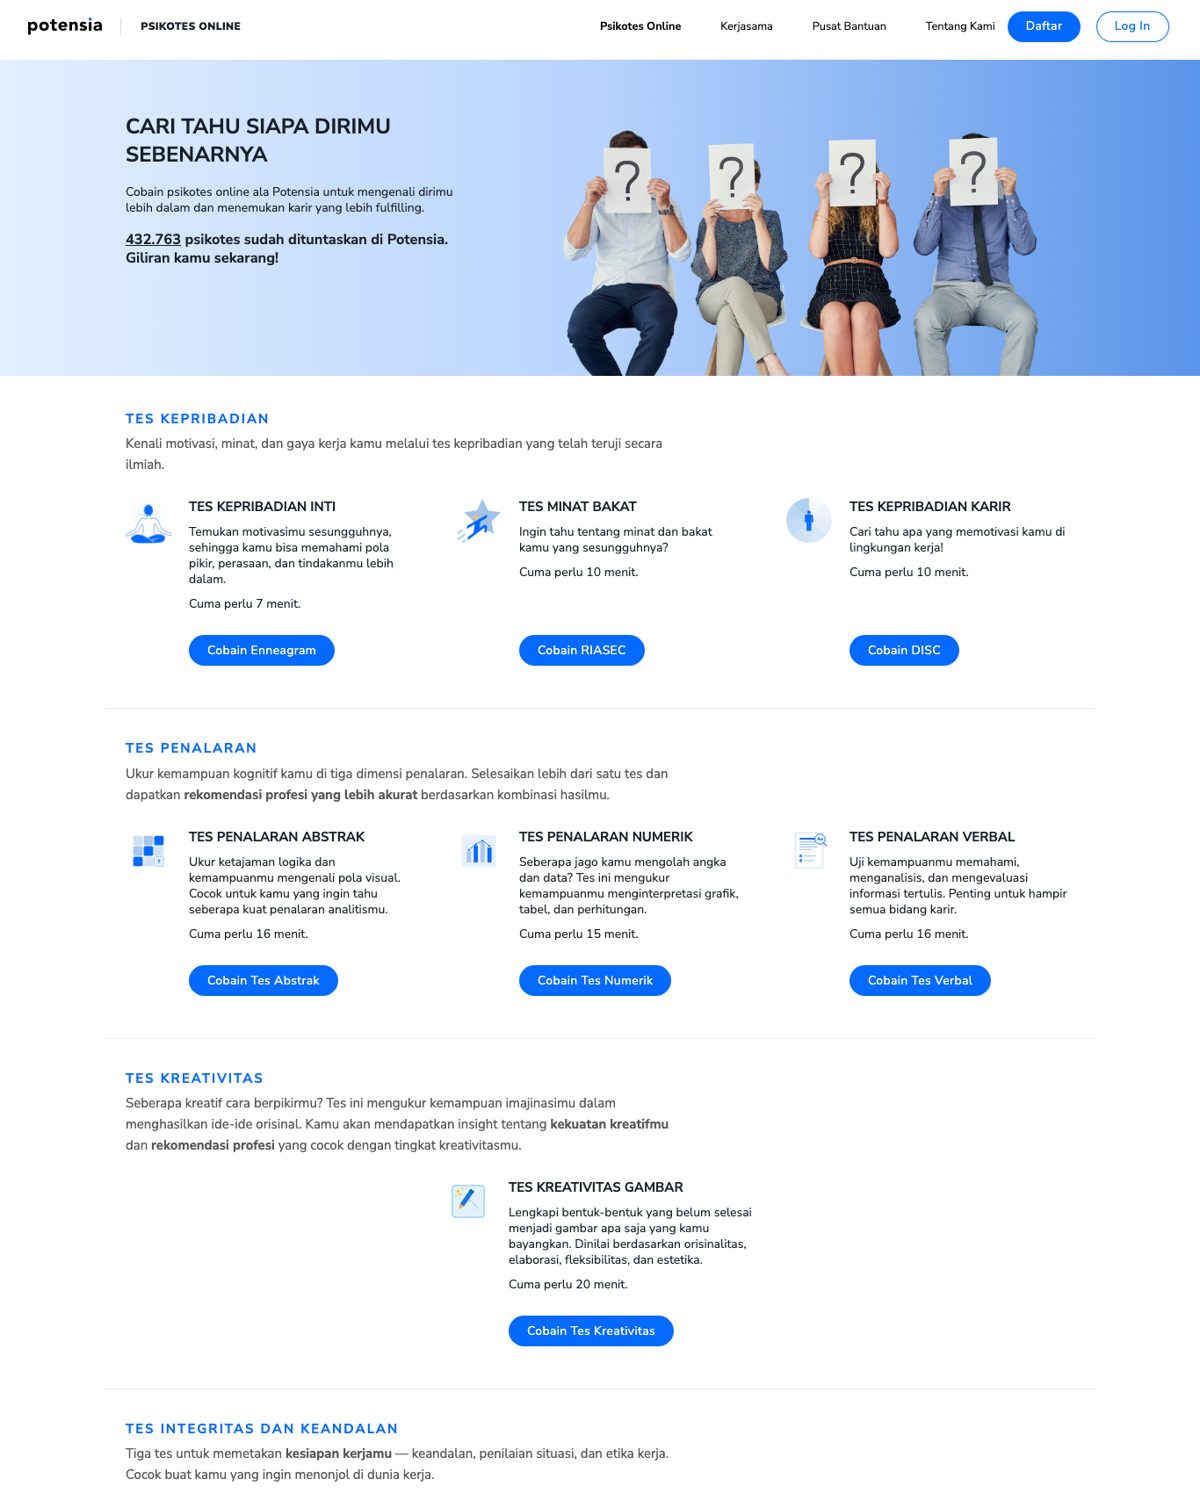 potensia
PSIKOTES ONLINE
Psikotes Online
Kerjasama
Pusat Bantuan
Tentang Kami
Daftar
Log In
CARI TAHU SIAPA DIRIMU
SEBENARNYA
Cobain psikotes online ala Potensia untuk mengenali dirimu
lebih dalam dan menemukan karir yang lebih fulfilling.
432.763 psikotes sudah dituntaskan di Potensia.
Giliran kamu sekarang!
?
?
?
?
TES KEPRIBADIAN
Kenali motivasi, minat, dan gaya kerja kamu melalui tes kepribadian yang telah teruji secara
ilmiah.
TES KEPRIBADIAN INTI
Temukan motivasimu sesungguhnya,
sehingga kamu bisa memahami pola
pikir, perasaan, dan tindakanmu lebih
dalam.
Cuma perlu 7 menit.
Cobain Enneagram
TES MINAT BAKAT
Ingin tahu tentang minat dan bakat
kamu yang sesungguhnya?
Cuma perlu 10 menit.
Cobain RIASEC
TES KEPRIBADIAN KARIR
Cari tahu apa yang memotivasi kamu di
lingkungan kerja!
Cuma perlu 10 menit.
Cobain DISC
TES PENALARAN
Ukur kemampuan kognitif kamu di tiga dimensi penalaran. Selesaikan lebih dari satu tes dan
dapatkan rekomendasi profesi yang lebih akurat berdasarkan kombinasi hasilmu.
?
TES PENALARAN ABSTRAK
Ukur ketajaman logika dan
kemampuanmu mengenali pola visual.
Cocok untuk kamu yang ingin tahu
seberapa kuat penalaran analitismu.
Cuma perlu 16 menit.
Cobain Tes Abstrak
TES PENALARAN NUMERIK
Seberapa jago kamu mengolah angka
dan data? Tes ini mengukur
kemampuanmu menginterpretasi grafik,
tabel, dan perhitungan.
Cuma perlu 15 menit.
Cobain Tes Numerik
Aa
TES PENALARAN VERBAL
Uji kemampuanmu memahami,
menganalisis, dan mengevaluasi
informasi tertulis. Penting untuk hampir
semua bidang karir.
Cuma perlu 16 menit.
Cobain Tes Verbal
TES KREATIVITAS
Seberapa kreatif cara berpikirmu? Tes ini mengukur kemampuan imajinasimu dalam
menghasilkan ide-ide orisinal. Kamu akan mendapatkan insight tentang kekuatan kreatifmu
dan rekomendasi profesi yang cocok dengan tingkat kreativitasmu.
TES KREATIVITAS GAMBAR
Lengkapi bentuk-bentuk yang belum selesai
menjadi gambar apa saja yang kamu
bayangkan. Dinilai berdasarkan orisinalitas,
elaborasi, fleksibilitas, dan estetika.
Cuma perlu 20 menit.
Cobain Tes Kreativitas
TES INTEGRITAS DAN KEANDALAN
Tiga tes untuk memetakan kesiapan kerjamu — keandalan, penilaian situasi, dan etika kerja.
Cocok buat kamu yang ingin menonjol di dunia kerja.